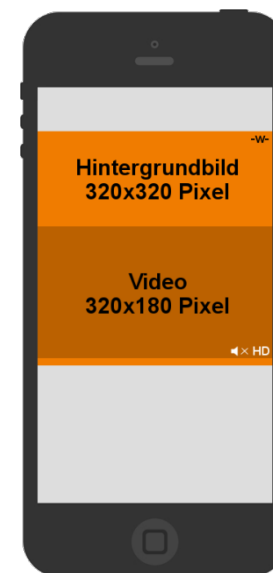 -w-
Hintergrundbild
320x320 Pixel
Video
320x180 Pixel
HD